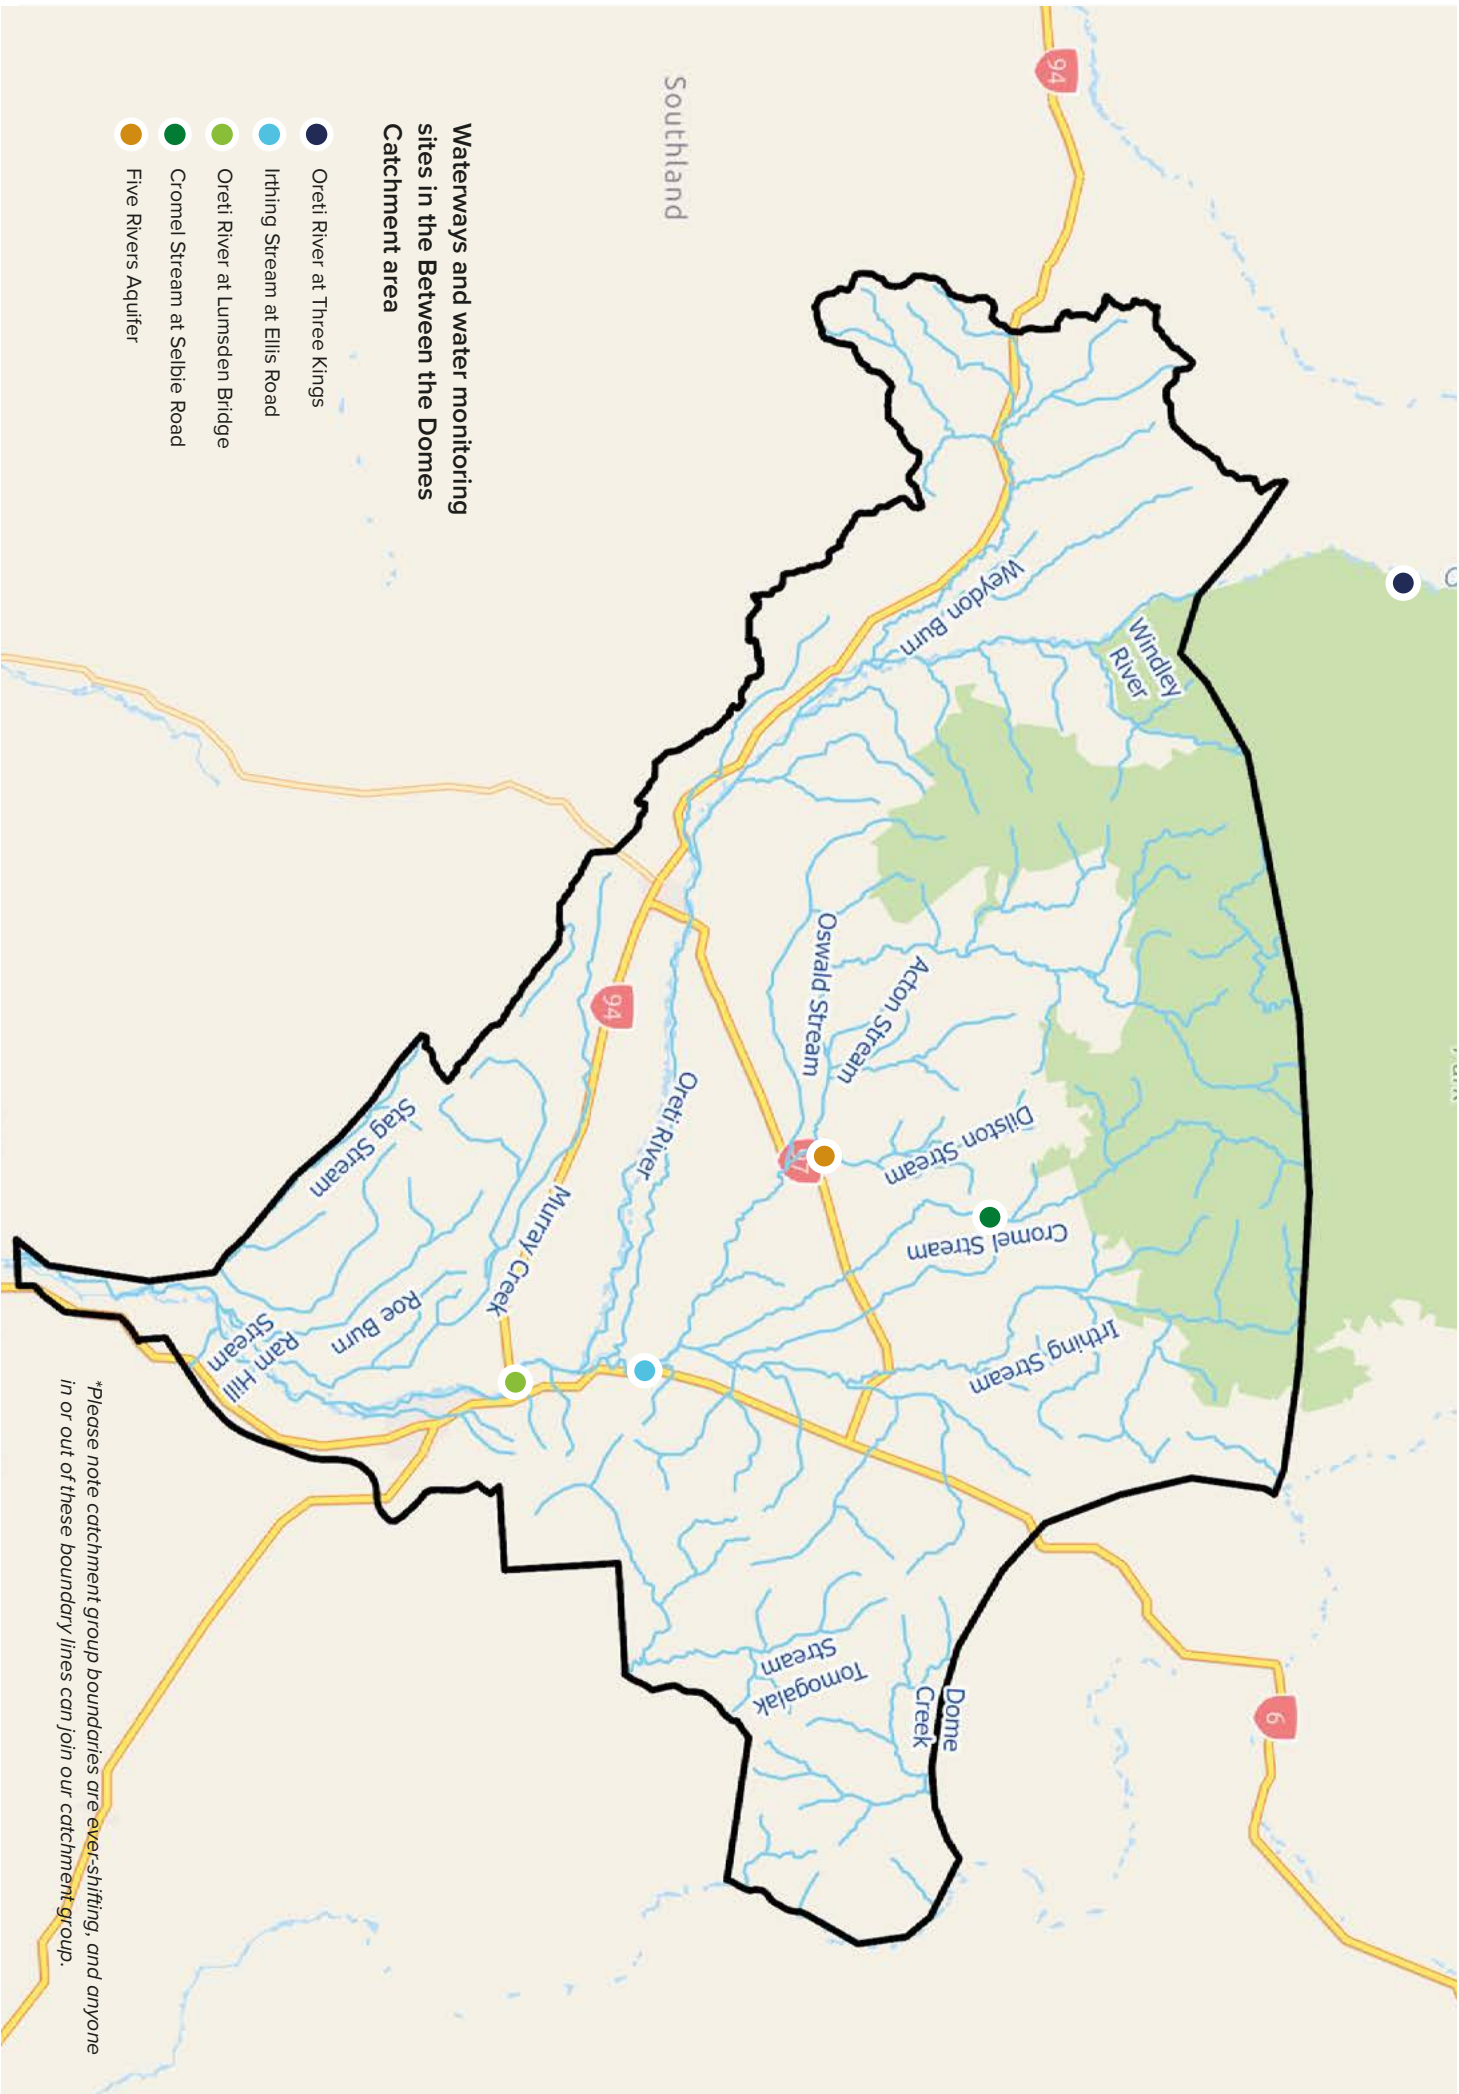 Southland
Waterways and water monitoring
sites in the Between the Domes
Catchment area
Oreti River at Three Kings
Irthing Stream at Ellis Road
Oreti River at Lumsden Bridge
Cromel Stream at Selbie Road
Five Rivers Aquifer
94
Weydon Burn
Windley
River
Oswald Stream
Acton Stream
94
Oreti River
Dilston Stream
Cromel Stream
Irthing Stream
Stag Stream
Murray Creek
Roe Burn
Ram Hill
Stream
Tomogalak
Stream
Dome
Creek
6
*Please note catchment group boundaries are ever-shifting, and anyone
in or out of these boundary lines can join our catchment group.